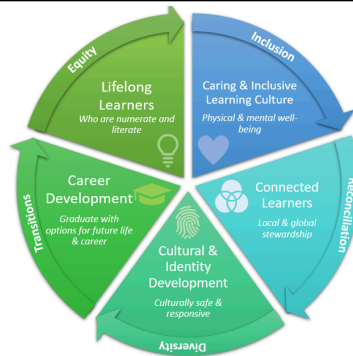 Equity
Lifelong
Learners
Who are numerate and
literate
Inclusion
Caring & Inclusive
Learning Culture
Physical & mental well-
being
Reconciliation
Connected
Learners
Local & global
stewardship
Diversity
Cultural &
Identity
Development
Culturally safe &
responsive
Transitions
Career
Development
Graduate with
options for future life
& career